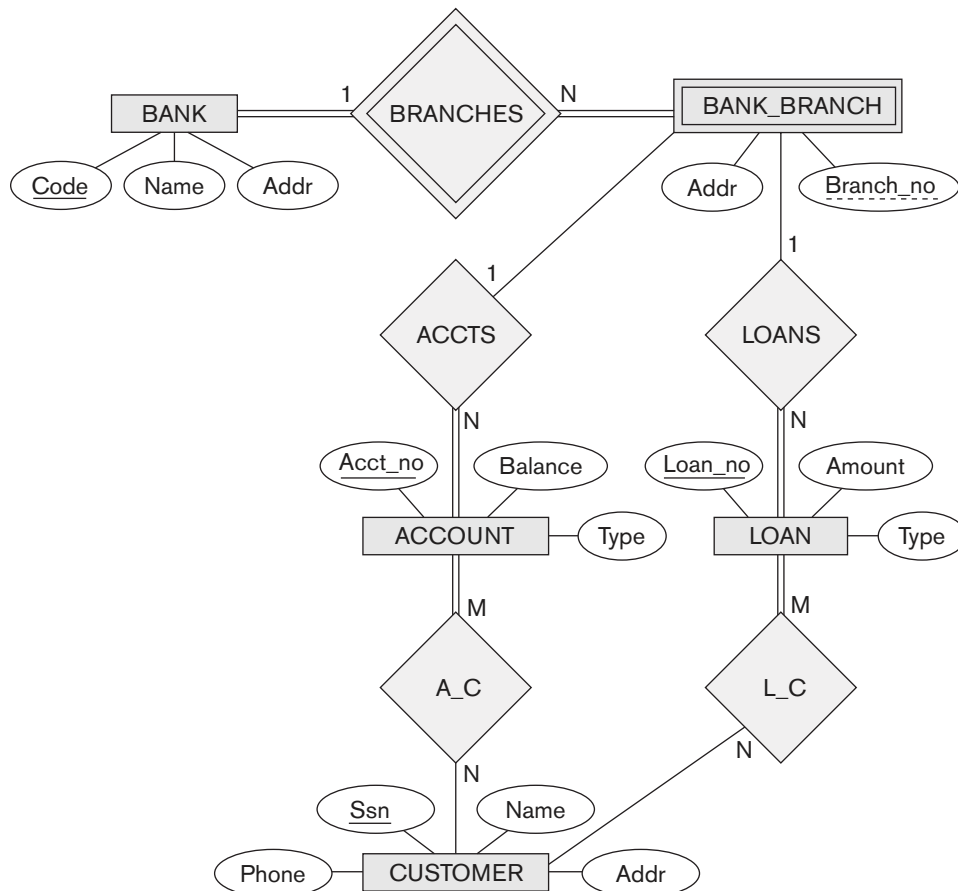 1
BRANCHES
N
BANK
BANK_BRANCH
Code
Name
Addr
Addr
Branch_no
1
1
ACCTS
LOANS
N
N
Acct_no
Balance
Loan_no
Amount
ACCOUNT
Type
LOAN
Type
M
M
A_C
L_C
N
N
Ssn
Name
Phone
CUSTOMER
Addr